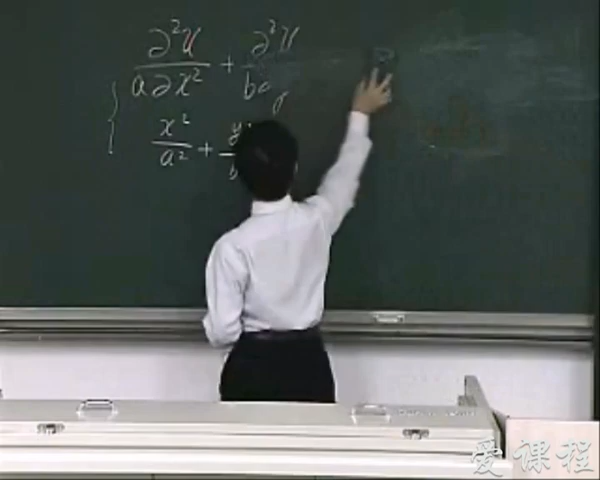 ∂²u/a∂x² + ∂²u/b∂
x²/a² + y/b
爱课程